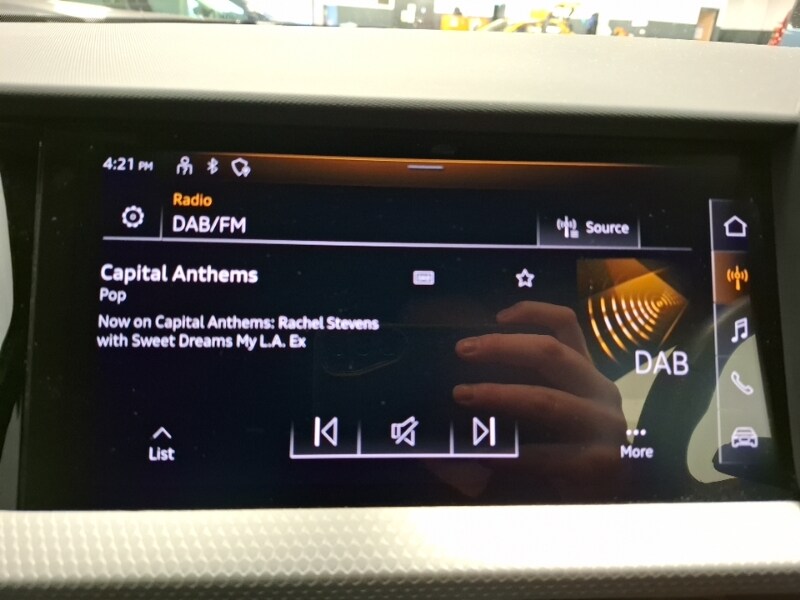 4:21 PM
Radio
DAB/FM
Source
Capital Anthems
Pop
Now on Capital Anthems: Rachel Stevens
with Sweet Dreams My L.A. Ex
DAB
List
More